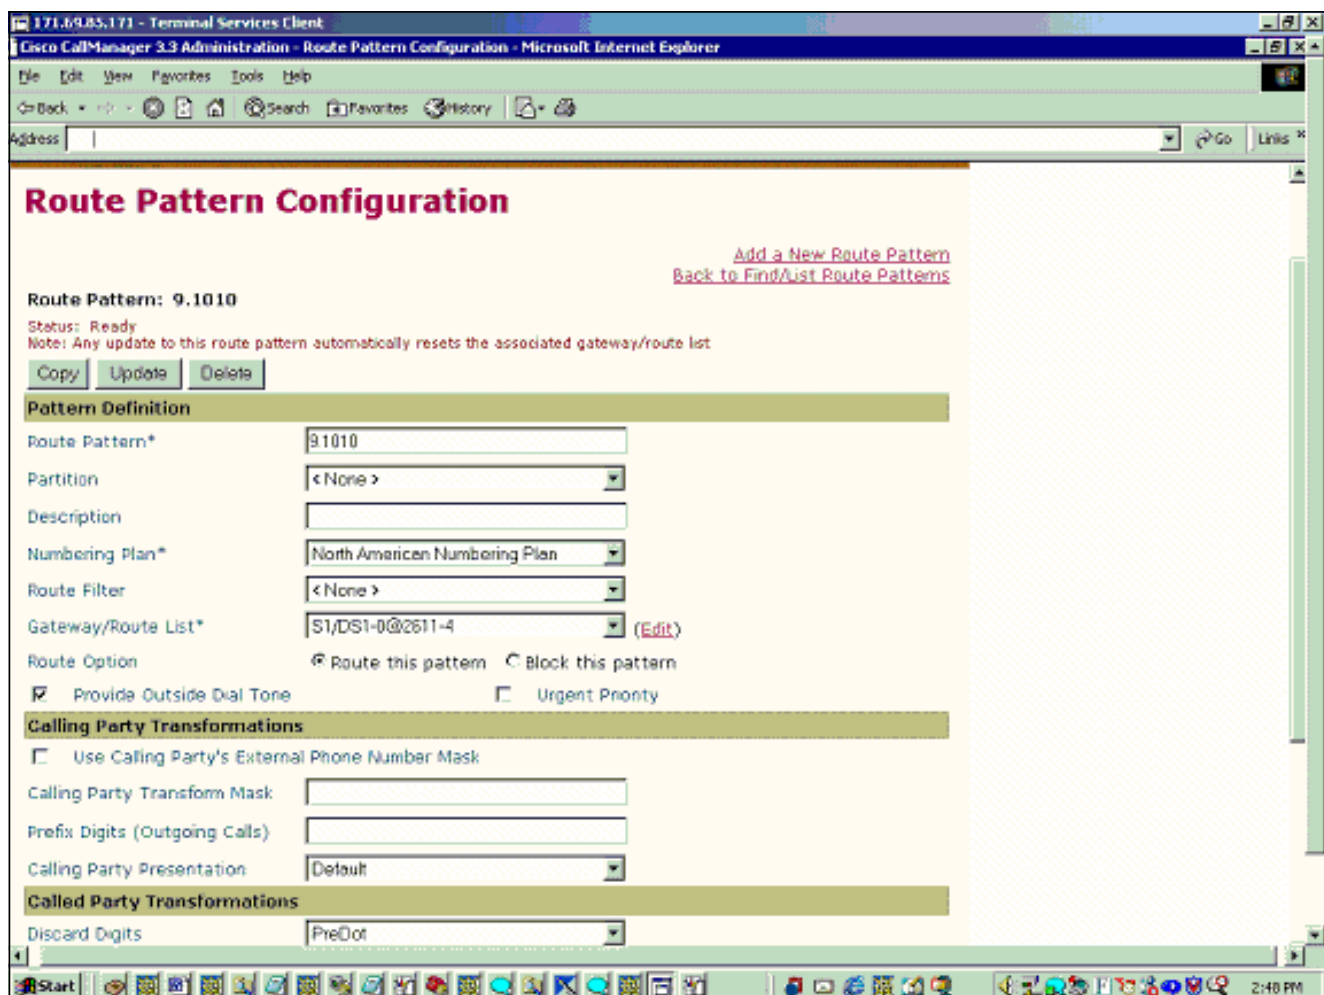 171.69.85.171 - Terminal Services Client
Cisco CallManager 3.3 Administration - Route Pattern Configuration - Microsoft Internet Explorer
File Edit View Favorites Tools Help
Back Search Favorites History
Address Go Links »
Route Pattern Configuration
Add a New Route Pattern
Back to Find/List Route Patterns
Route Pattern: 9.1010
Status: Ready
Note: Any update to this route pattern automatically resets the associated gateway/route list
Copy Update Delete
Pattern Definition
Route Pattern* 9.1010
Partition < None >
Description
Numbering Plan* North American Numbering Plan
Route Filter < None >
Gateway/Route List* S1/DS1-0@2611-4 (Edit)
Route Option Route this pattern Block this pattern
Provide Outside Dial Tone Urgent Priority
Calling Party Transformations
Use Calling Party's External Phone Number Mask
Calling Party Transform Mask
Prefix Digits (Outgoing Calls)
Calling Party Presentation Default
Called Party Transformations
Discard Digits PreDot
Start 2:48 PM